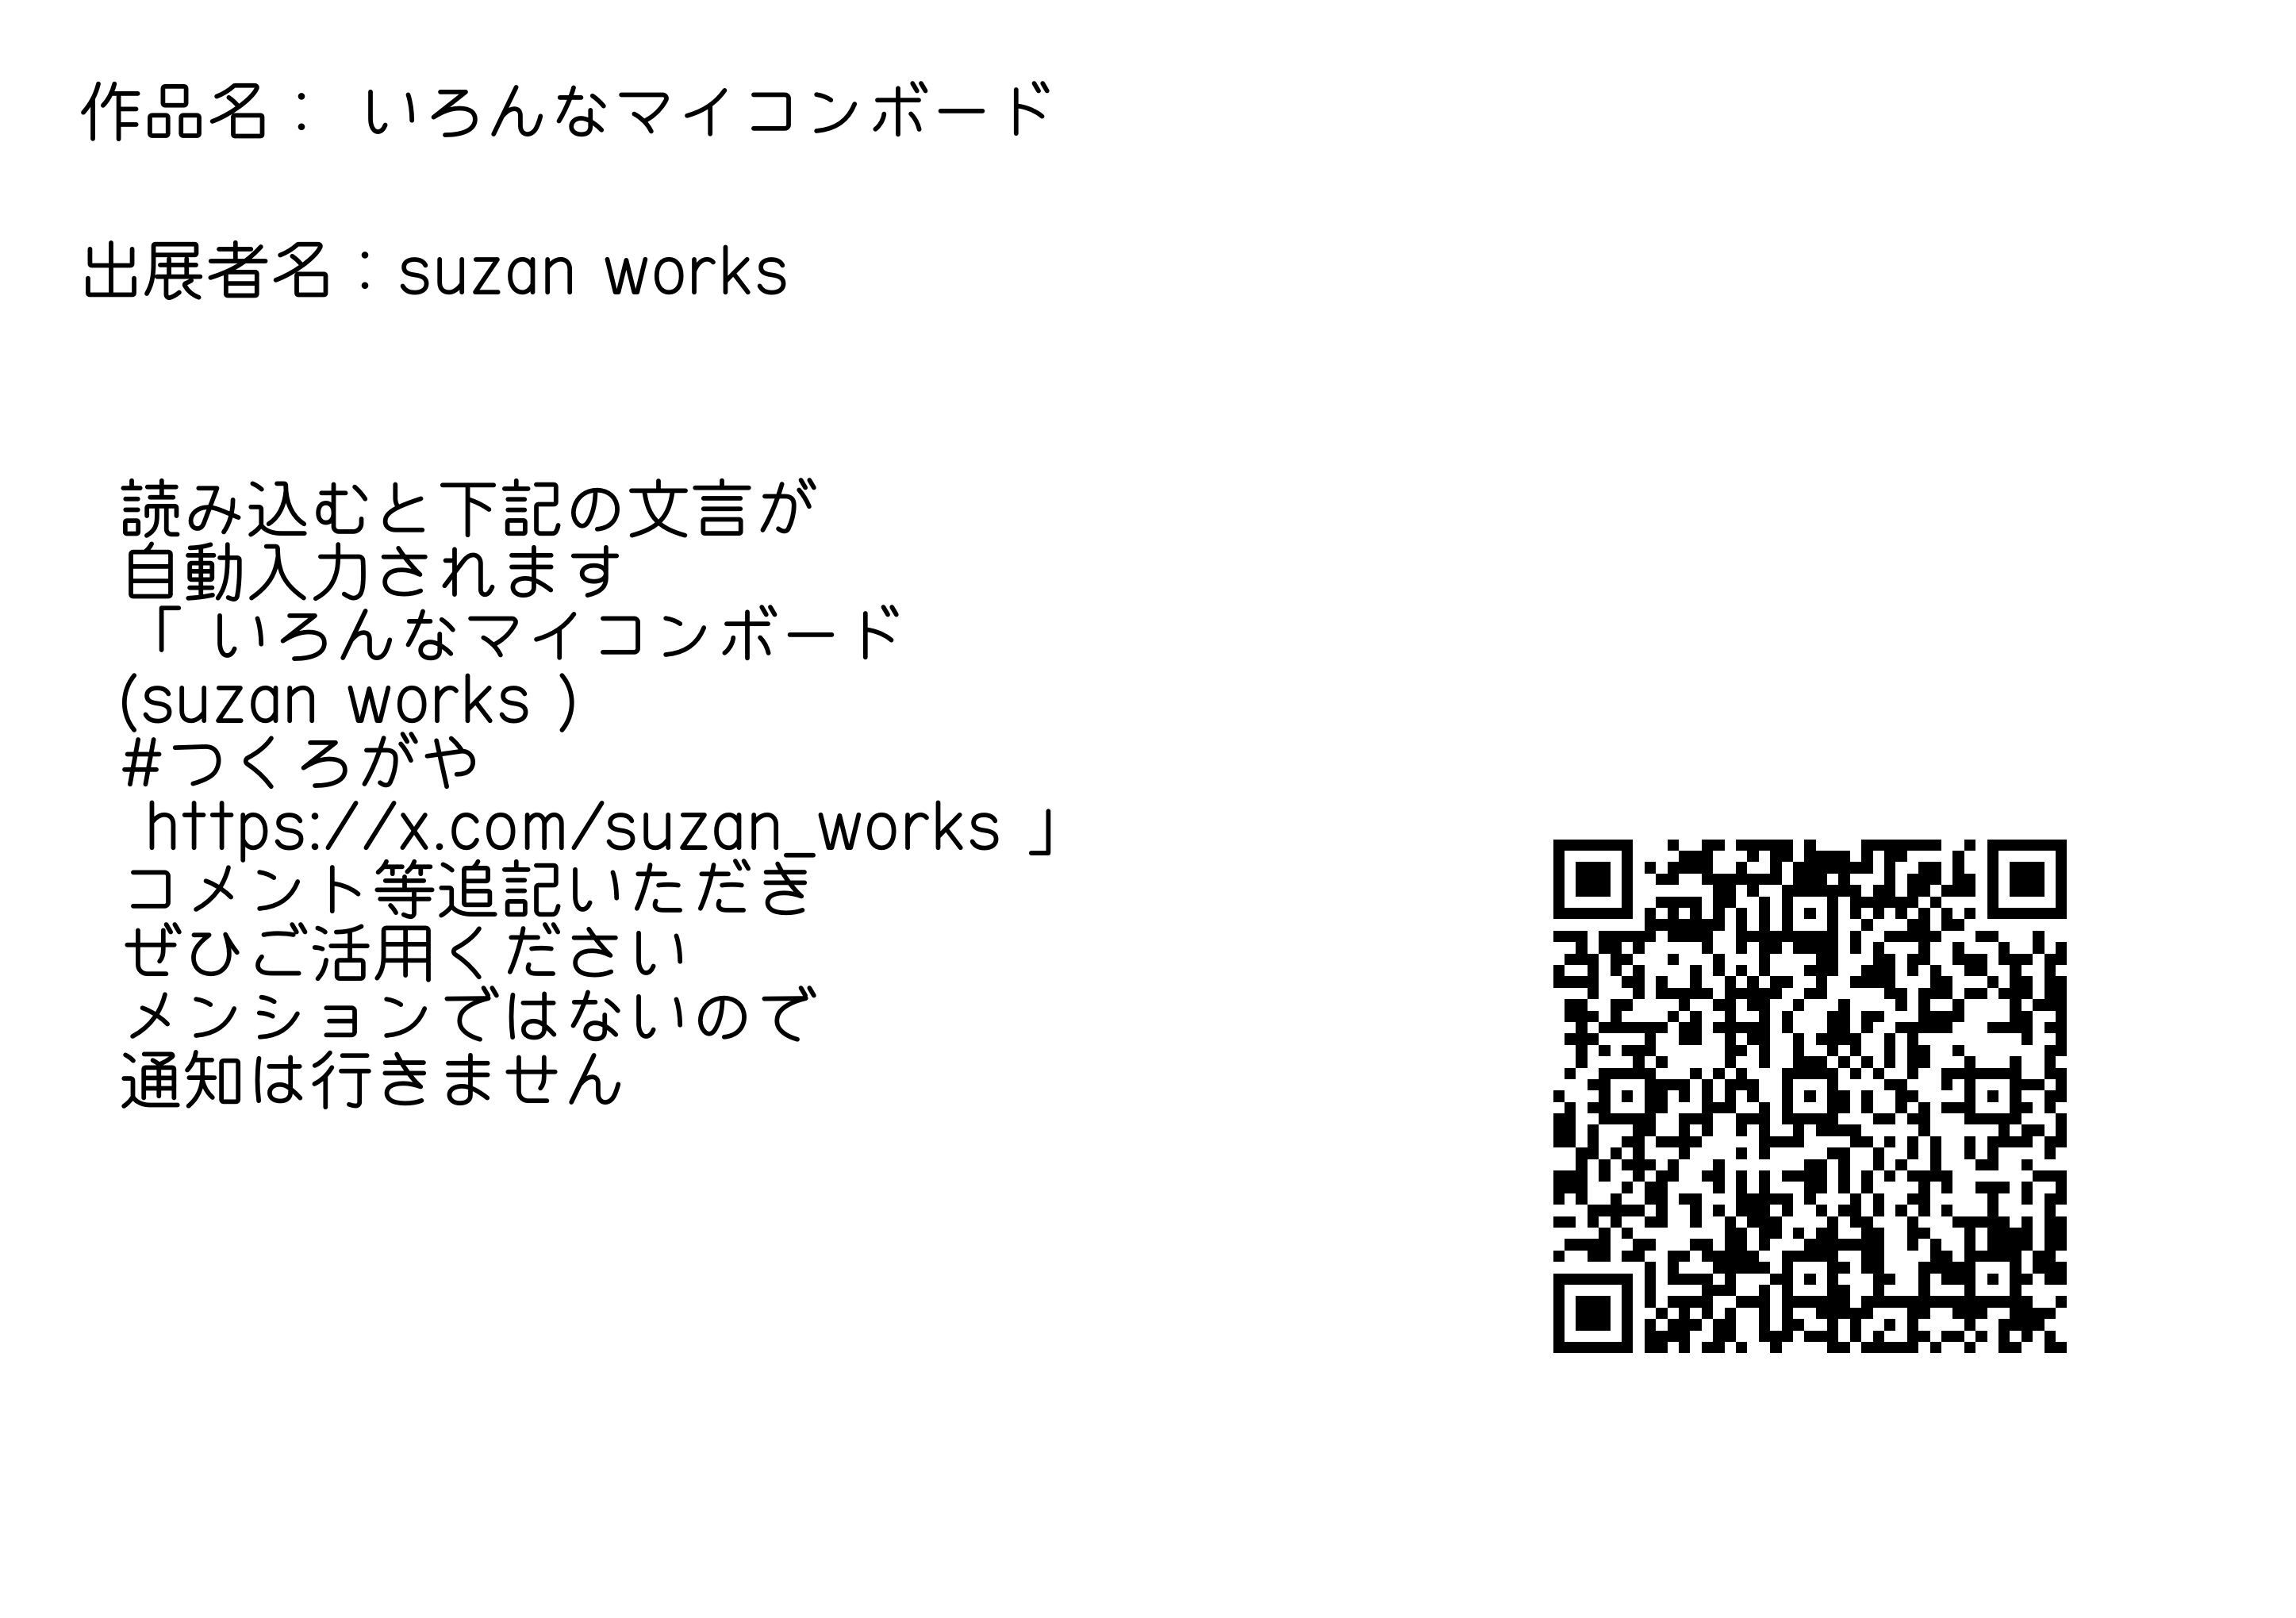 作品名： いろんなマイコンボード
出展者名：suzan works
読み込むと下記の文言が
自動入力されます
「 いろんなマイコンボード
(suzan works )
#つくろがや
https://x.com/suzan_works 」
コメント等追記いただき
ぜひご活用ください
メンションではないので
通知は行きません